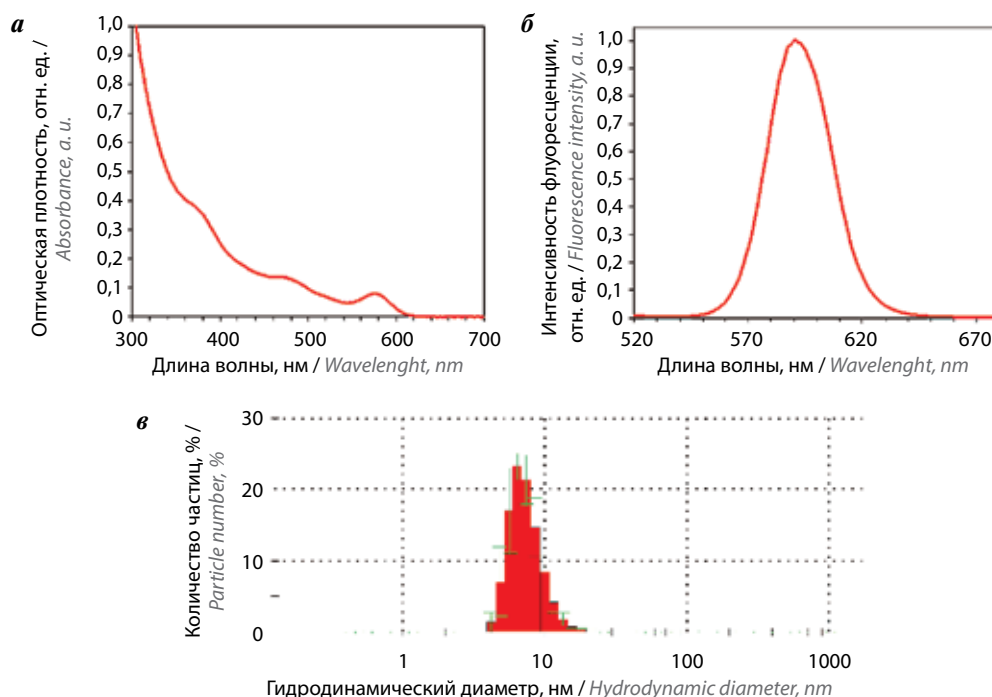 а
1,0
0,9
0,8
0,7
0,6
0,5
0,4
0,3
0,2
0,1
0
Оптическая плотность, отн. ед. /
Absorbance, a. u.
300 400 500 600 700
Длина волны, нм / Wavelenght, nm
б
1,0
0,9
0,8
0,7
0,6
0,5
0,4
0,3
0,2
0,1
0
Интенсивность флуоресценции,
отн. ед. / Fluorescence intensity, a. u.
520 570 620 670
Длина волны, нм / Wavelenght, nm
в
30
20
10
0
Количество частиц, % /
Particle number, %
1 10 100 1000
Гидродинамический диаметр, нм / Hydrodynamic diameter, nm